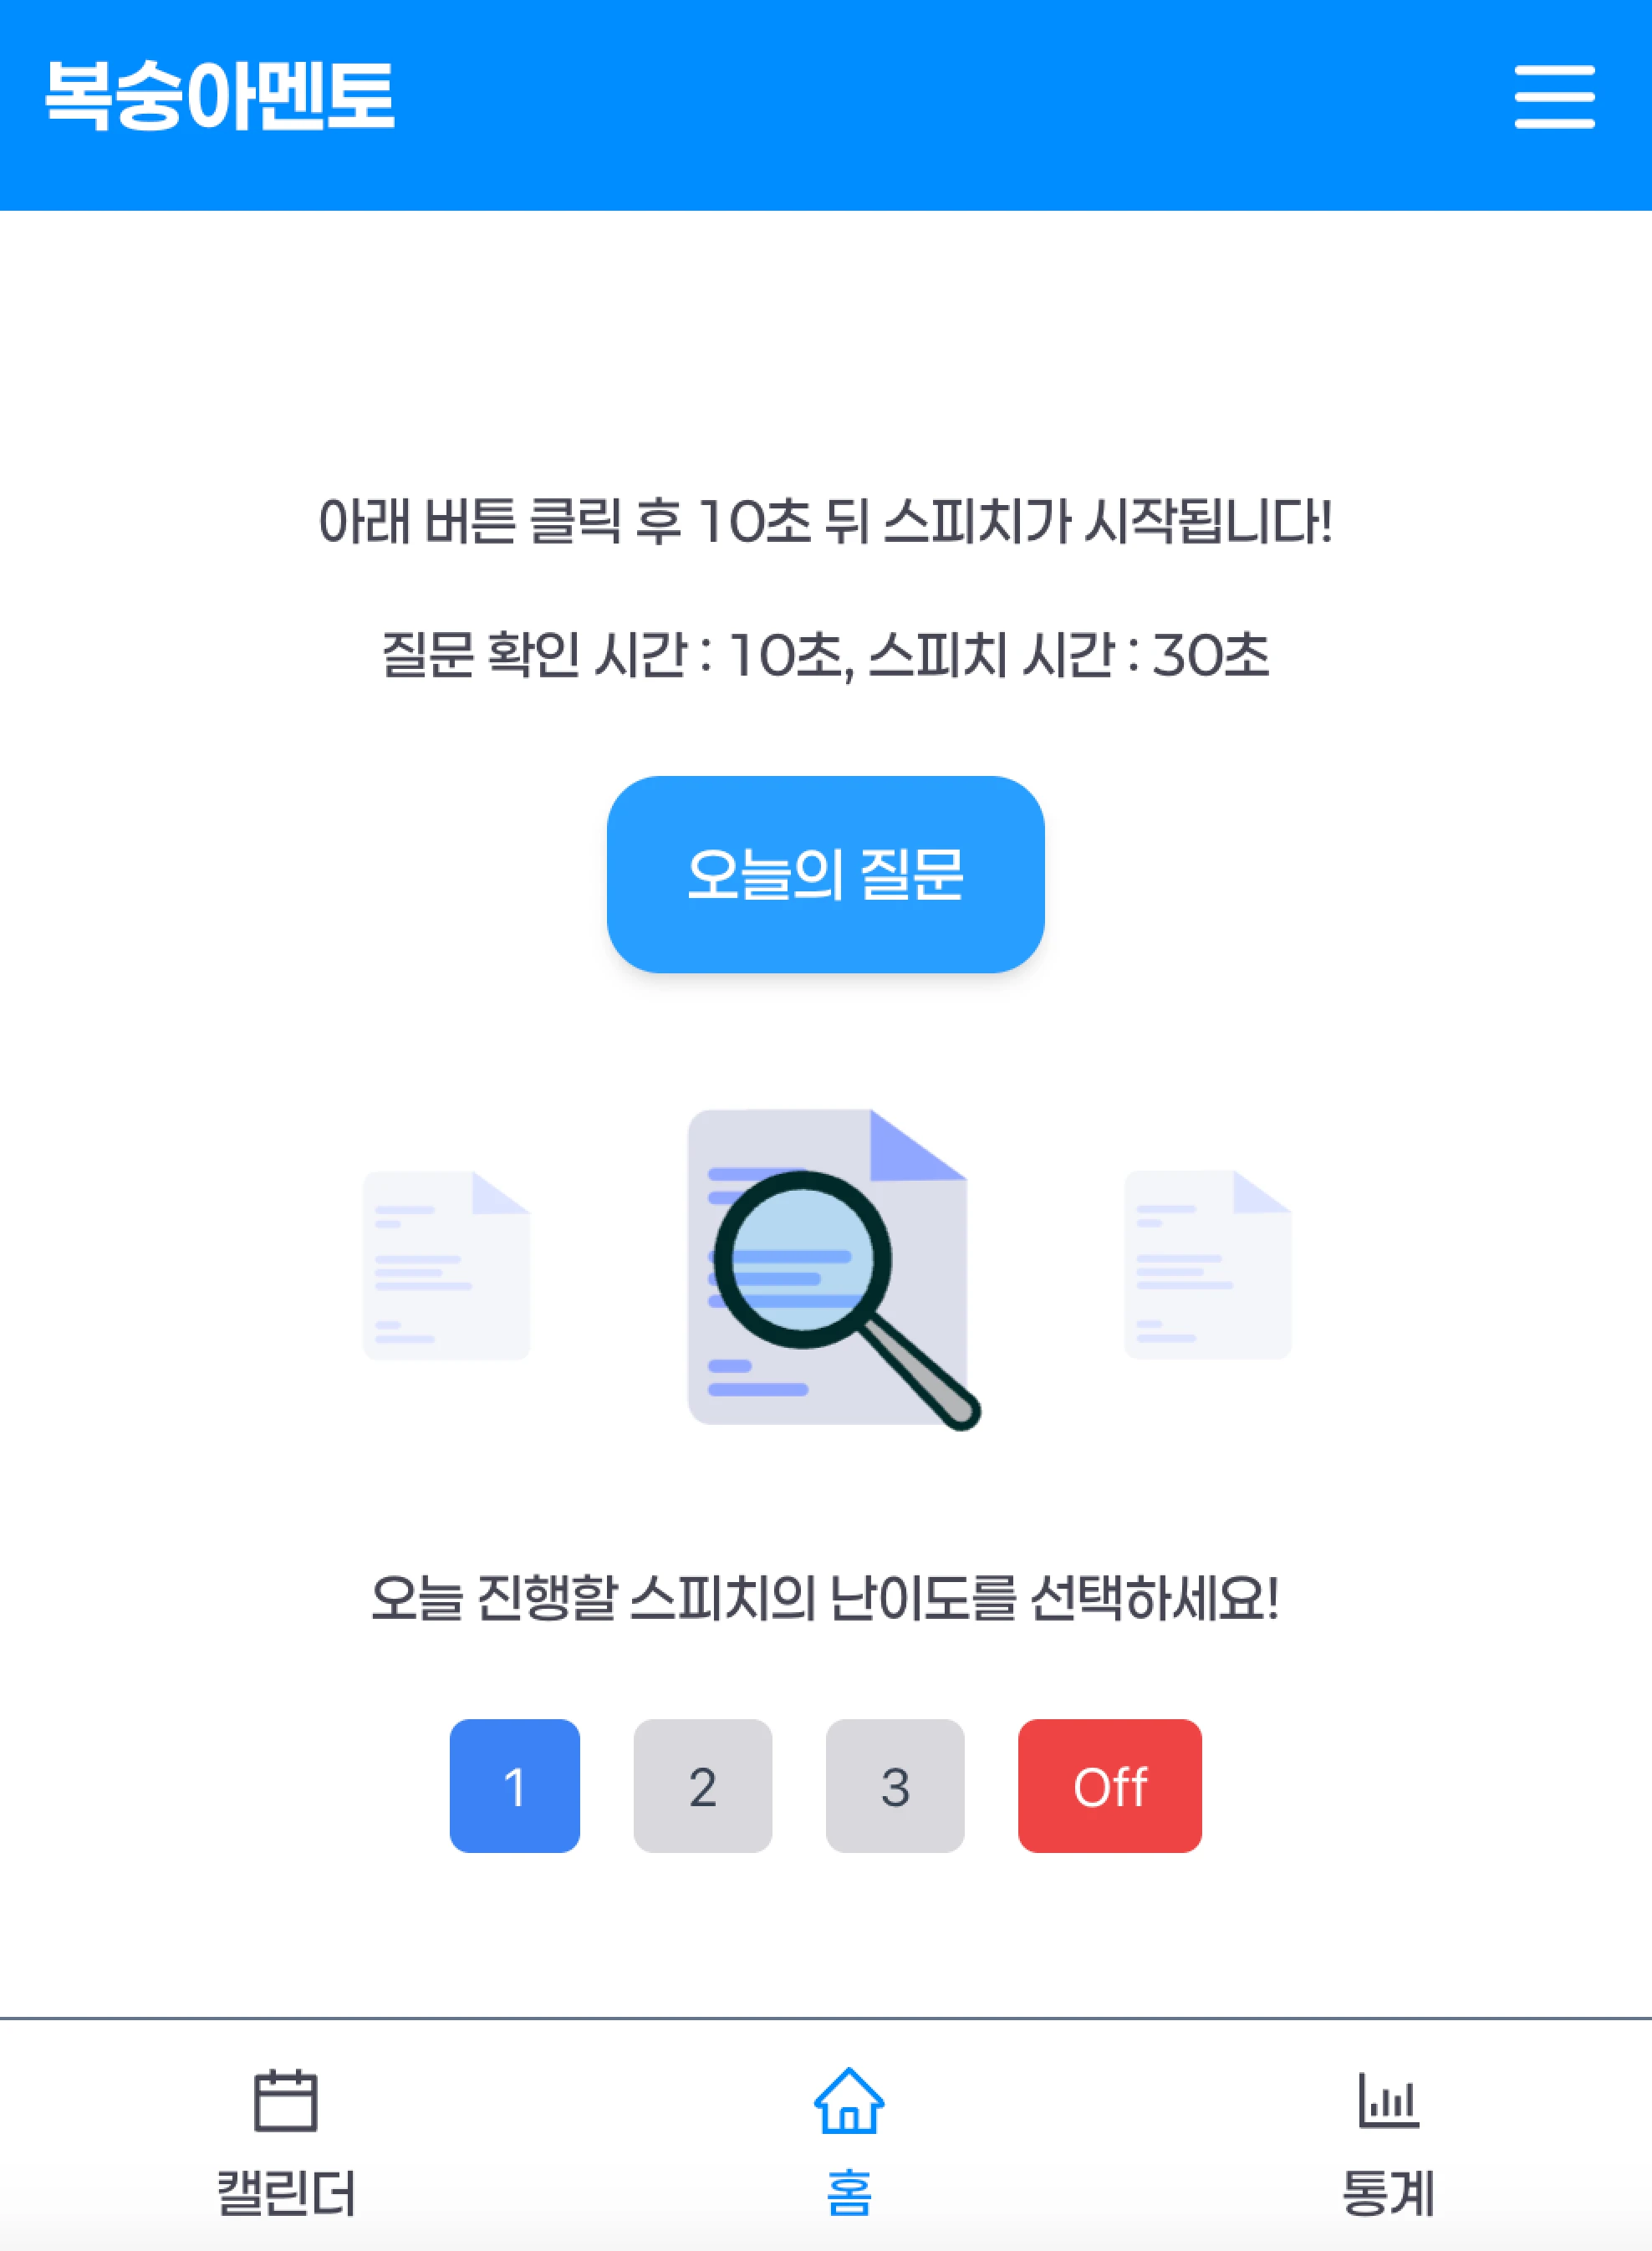 복숭아멘토
아래 버튼 클릭 후 10초 뒤 스피치가 시작됩니다!
질문 확인 시간 : 10초, 스피치 시간 : 30초
오늘의 질문
오늘 진행할 스피치의 난이도를 선택하세요!
1 2 3 Off
캘린더 홈 통계